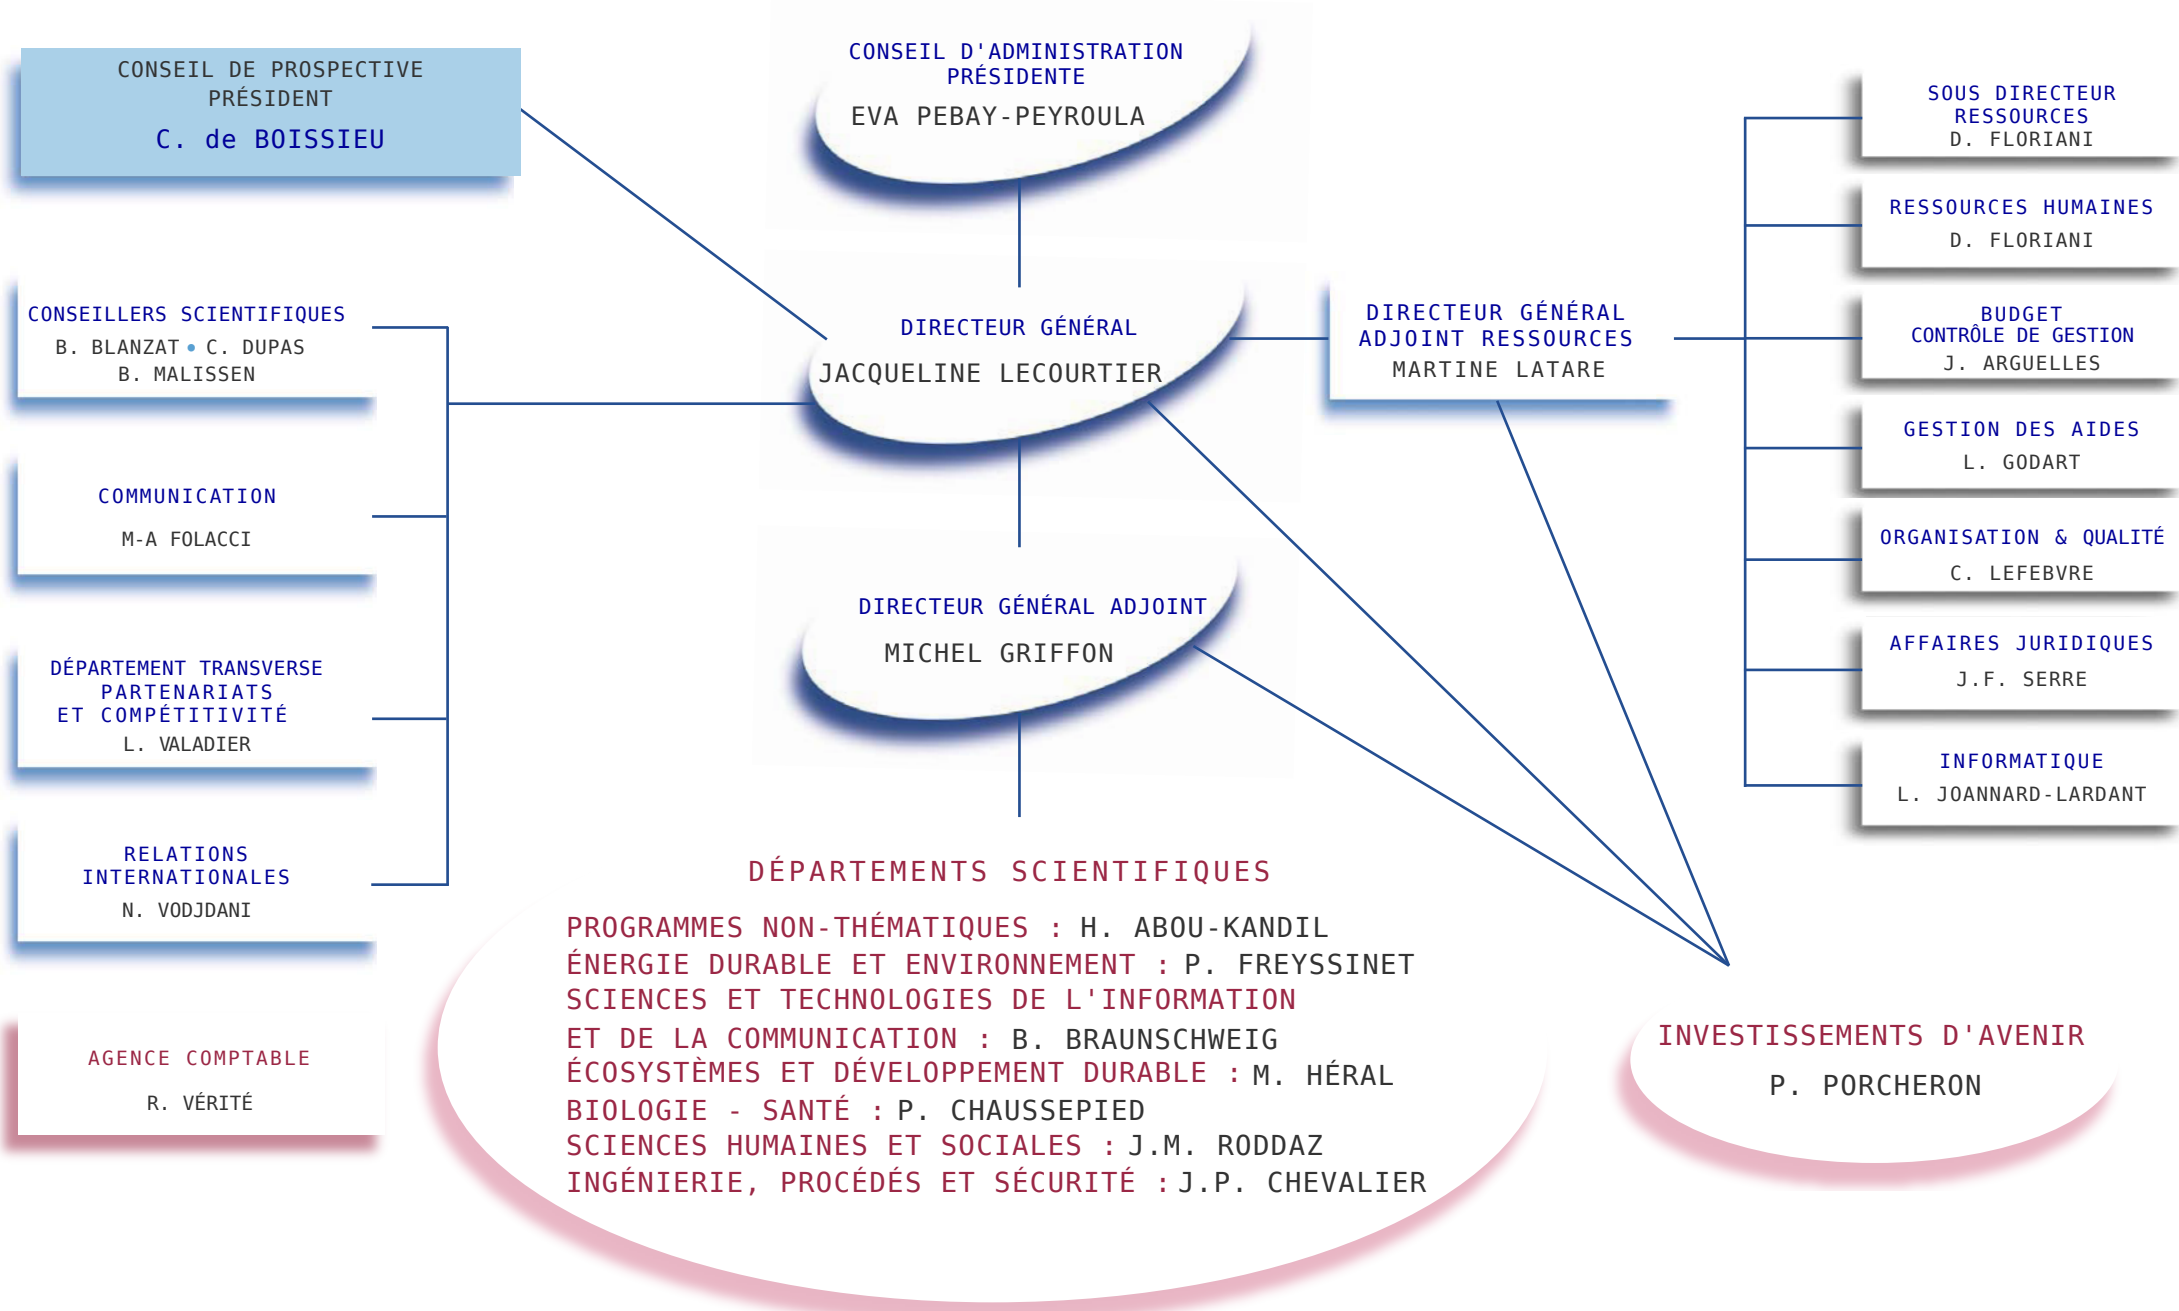 CONSEIL DE PROSPECTIVE
PRÉSIDENT
C. de BOISSIEU
CONSEIL D'ADMINISTRATION
PRÉSIDENTE
EVA PEBAY-PEYROULA
SOUS DIRECTEUR
RESSOURCES
D. FLORIANI
RESSOURCES HUMAINES
D. FLORIANI
CONSEILLERS SCIENTIFIQUES
B. BLANZAT • C. DUPAS
B. MALISSEN
DIRECTEUR GÉNÉRAL
JACQUELINE LECOURTIER
DIRECTEUR GÉNÉRAL
ADJOINT RESSOURCES
MARTINE LATARE
BUDGET
CONTRÔLE DE GESTION
J. ARGUELLES
GESTION DES AIDES
L. GODART
COMMUNICATION
M-A FOLACCI
ORGANISATION & QUALITÉ
C. LEFEBVRE
DIRECTEUR GÉNÉRAL ADJOINT
MICHEL GRIFFON
AFFAIRES JURIDIQUES
J.F. SERRE
DÉPARTEMENT TRANSVERSE
PARTENARIATS
ET COMPÉTITIVITÉ
L. VALADIER
INFORMATIQUE
L. JOANNARD-LARDANT
RELATIONS
INTERNATIONALES
N. VODJDANI
DÉPARTEMENTS SCIENTIFIQUES
PROGRAMMES NON-THÉMATIQUES : H. ABOU-KANDIL
ÉNERGIE DURABLE ET ENVIRONNEMENT : P. FREYSSINET
SCIENCES ET TECHNOLOGIES DE L'INFORMATION
ET DE LA COMMUNICATION : B. BRAUNSCHWEIG
ÉCOSYSTÈMES ET DÉVELOPPEMENT DURABLE : M. HÉRAL
BIOLOGIE - SANTÉ : P. CHAUSSEPIED
SCIENCES HUMAINES ET SOCIALES : J.M. RODDAZ
INGÉNIERIE, PROCÉDÉS ET SÉCURITÉ : J.P. CHEVALIER
AGENCE COMPTABLE
R. VÉRITÉ
INVESTISSEMENTS D'AVENIR
P. PORCHERON